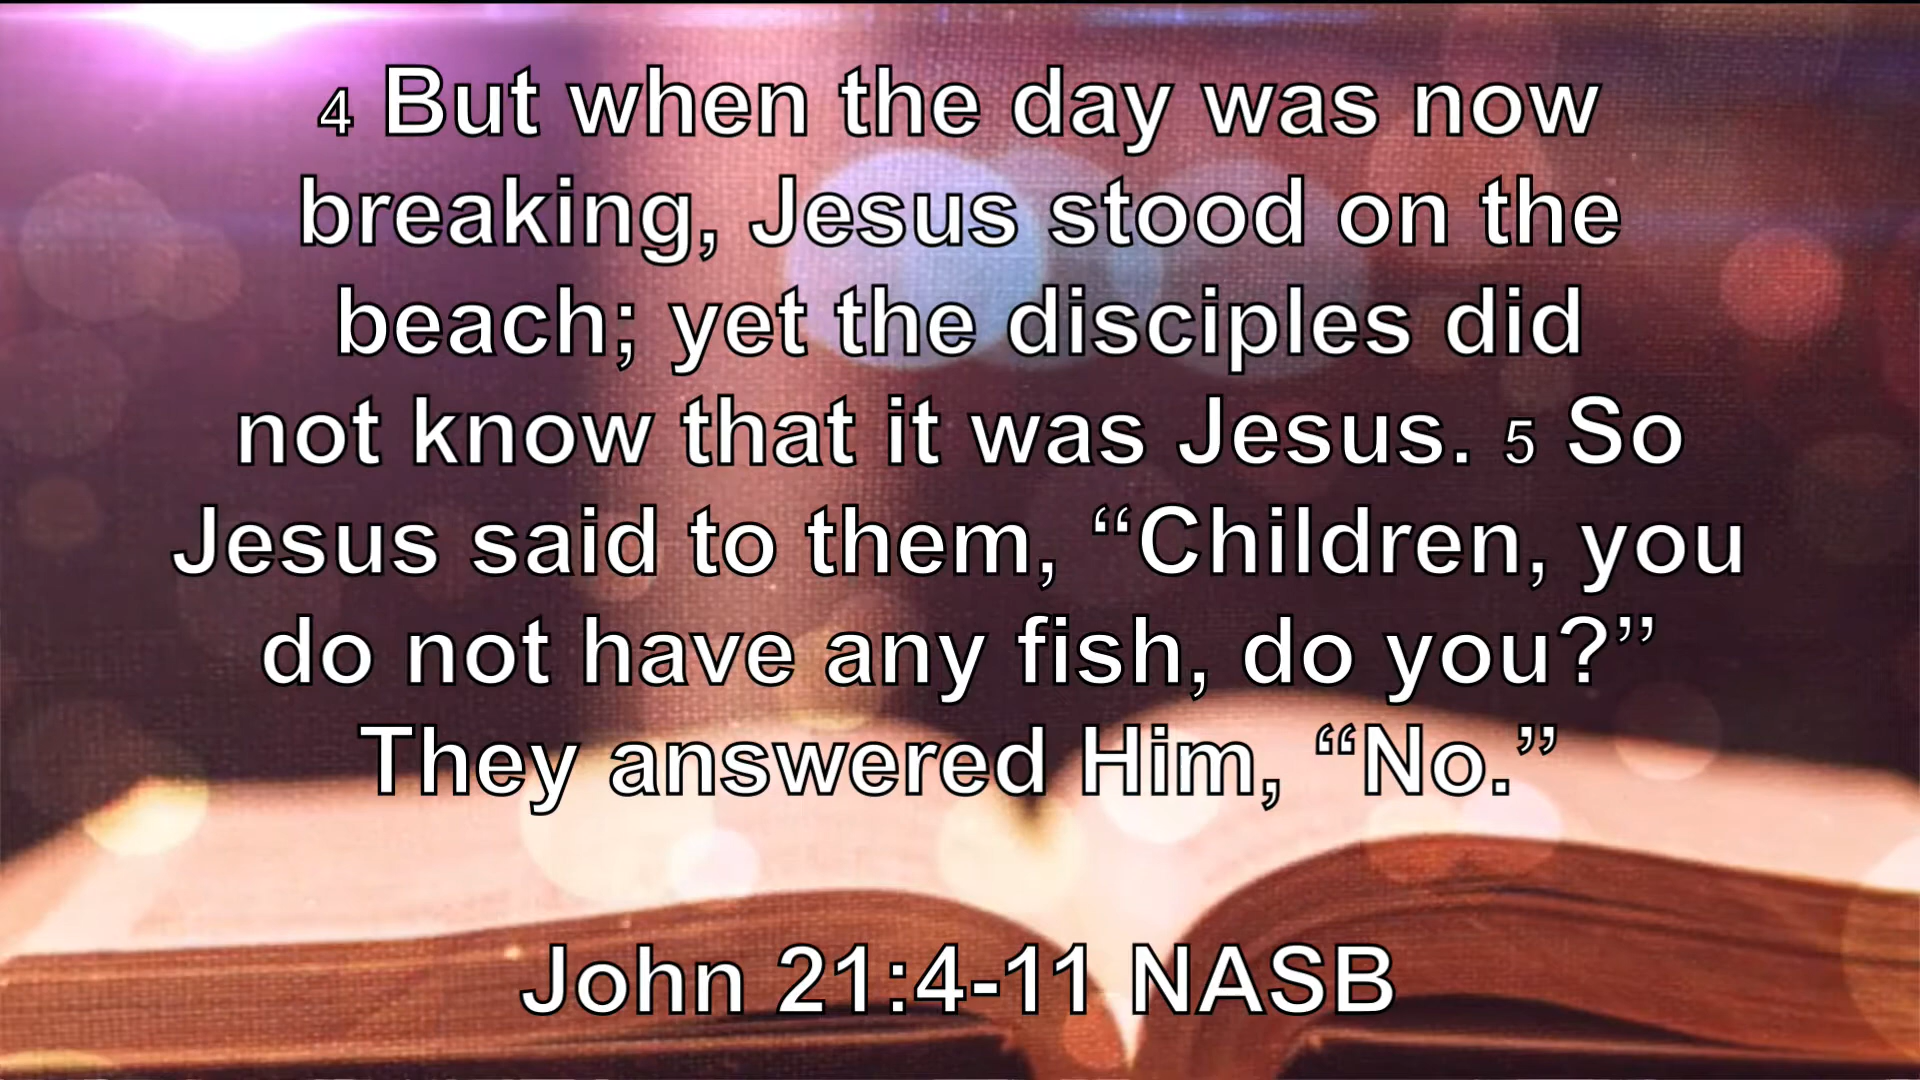 4 But when the day was now
breaking, Jesus stood on the
beach; yet the disciples did
not know that it was Jesus. 5 So
Jesus said to them, “Children, you
do not have any fish, do you?”
They answered Him, “No.”
John 21:4-11 NASB